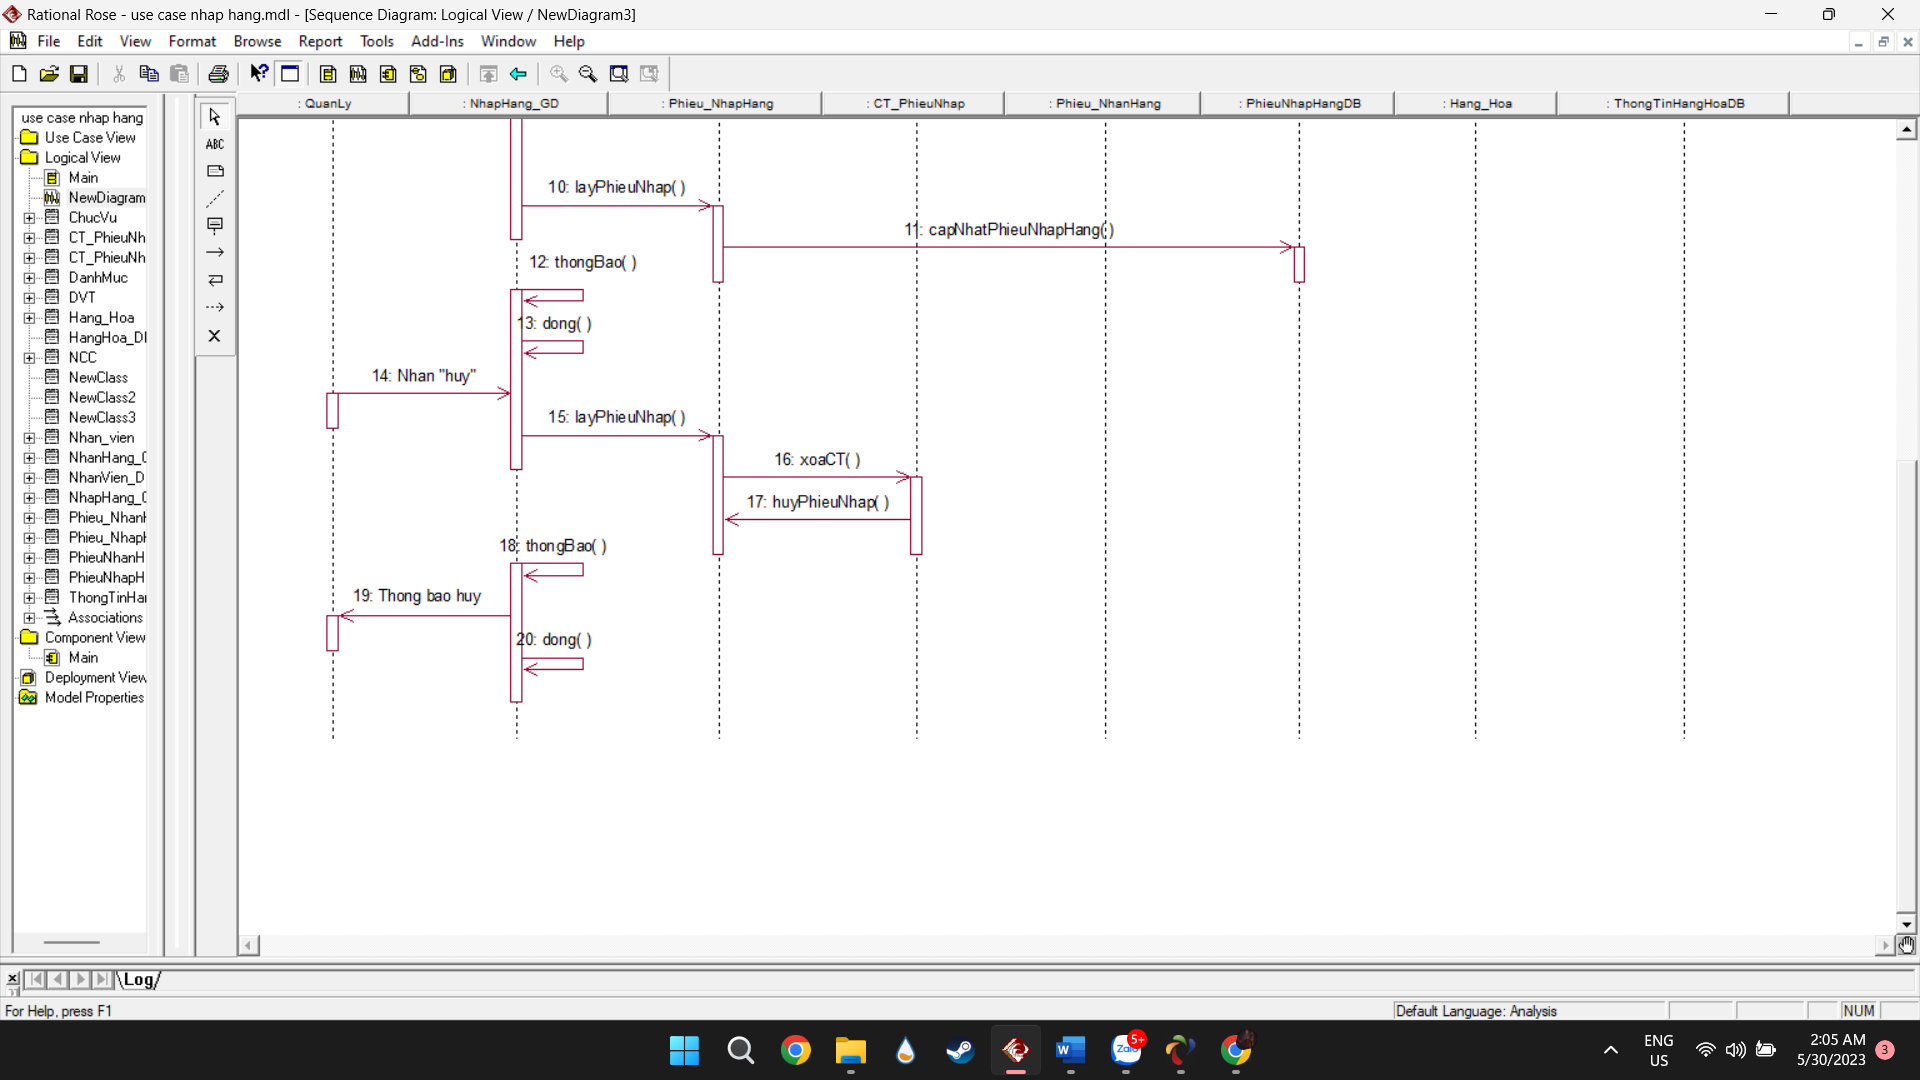 Rational Rose - use case nhap hang.mdl - [Sequence Diagram: Logical View / NewDiagram3]
File Edit View Format Browse Report Tools Add-Ins Window Help
: QuanLy : NhapHang_GD : Phieu_NhapHang : CT_PhieuNhap : Phieu_NhanHang : PhieuNhapHangDB : Hang_Hoa : ThongTinHangHoaDB
use case nhap hang
Use Case View
Logical View
Main
NewDiagram
ChucVu
CT_PhieuNh
CT_PhieuNh
DanhMuc
DVT
Hang_Hoa
HangHoa_D
NCC
NewClass
NewClass2
NewClass3
Nhan_vien
NhanHang_
NhanVien_D
NhapHang_
Phieu_Nhan
Phieu_Nhap
PhieuNhanH
PhieuNhapH
ThongTinHa
Associations
Component View
Main
Deployment View
Model Properties
ABC
10: layPhieuNhap( )
11: capNhatPhieuNhapHang( )
12: thongBao( )
13: dong( )
14: Nhan "huy"
15: layPhieuNhap( )
16: xoaCT( )
17: huyPhieuNhap( )
18: thongBao( )
19: Thong bao huy
20: dong( )
Log
For Help, press F1
Default Language: Analysis
NUM
W
Zalo
5+
ENG
US
2:05 AM
5/30/2023
3